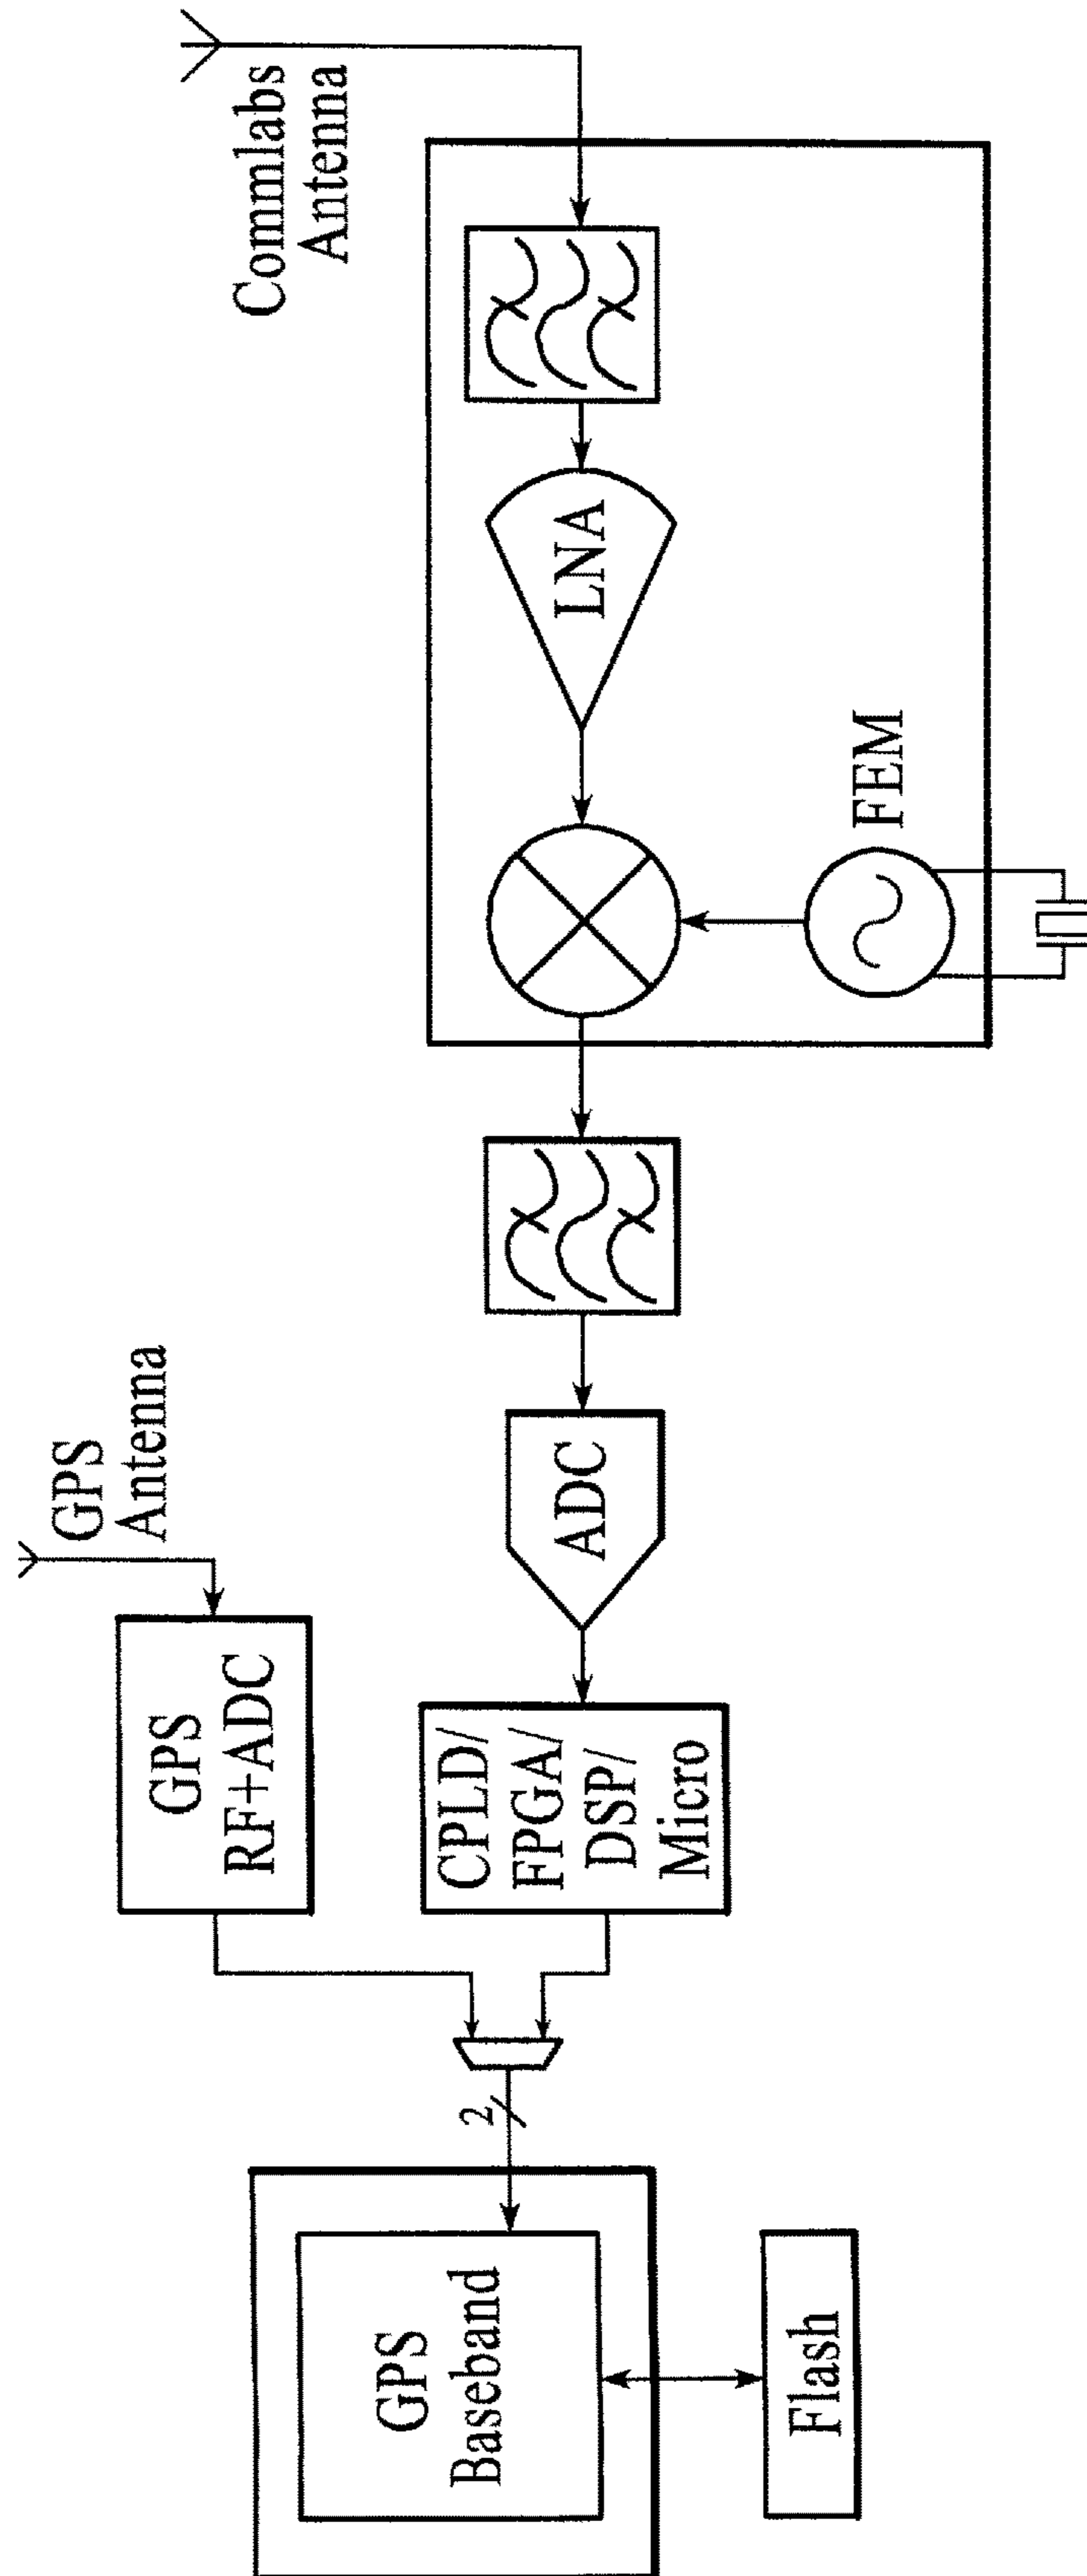 Commlabs
Antenna
LNA
FEM
GPS
Antenna
ADC
GPS
RF+ADC
CPLD/
FPGA/
DSP/
Micro
2
GPS
Baseband
Flash